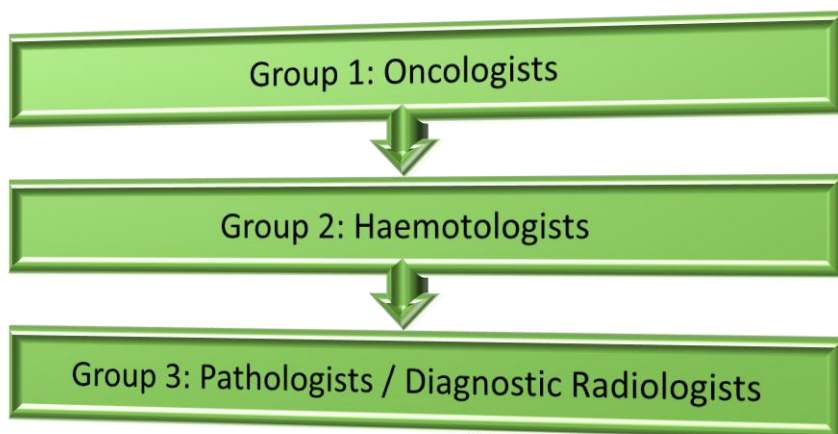 Group 1: Oncologists
Group 2: Haemotologists
Group 3: Pathologists / Diagnostic Radiologists